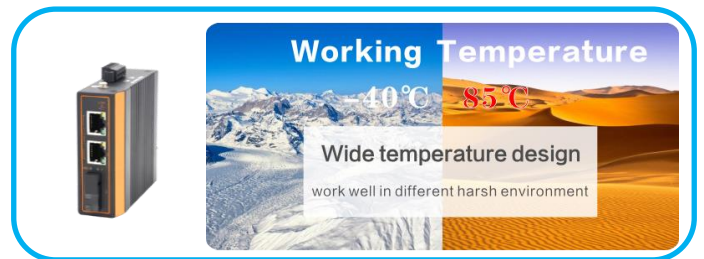 Working Temperature
-40℃ 85℃
Wide temperature design
work well in different harsh environment